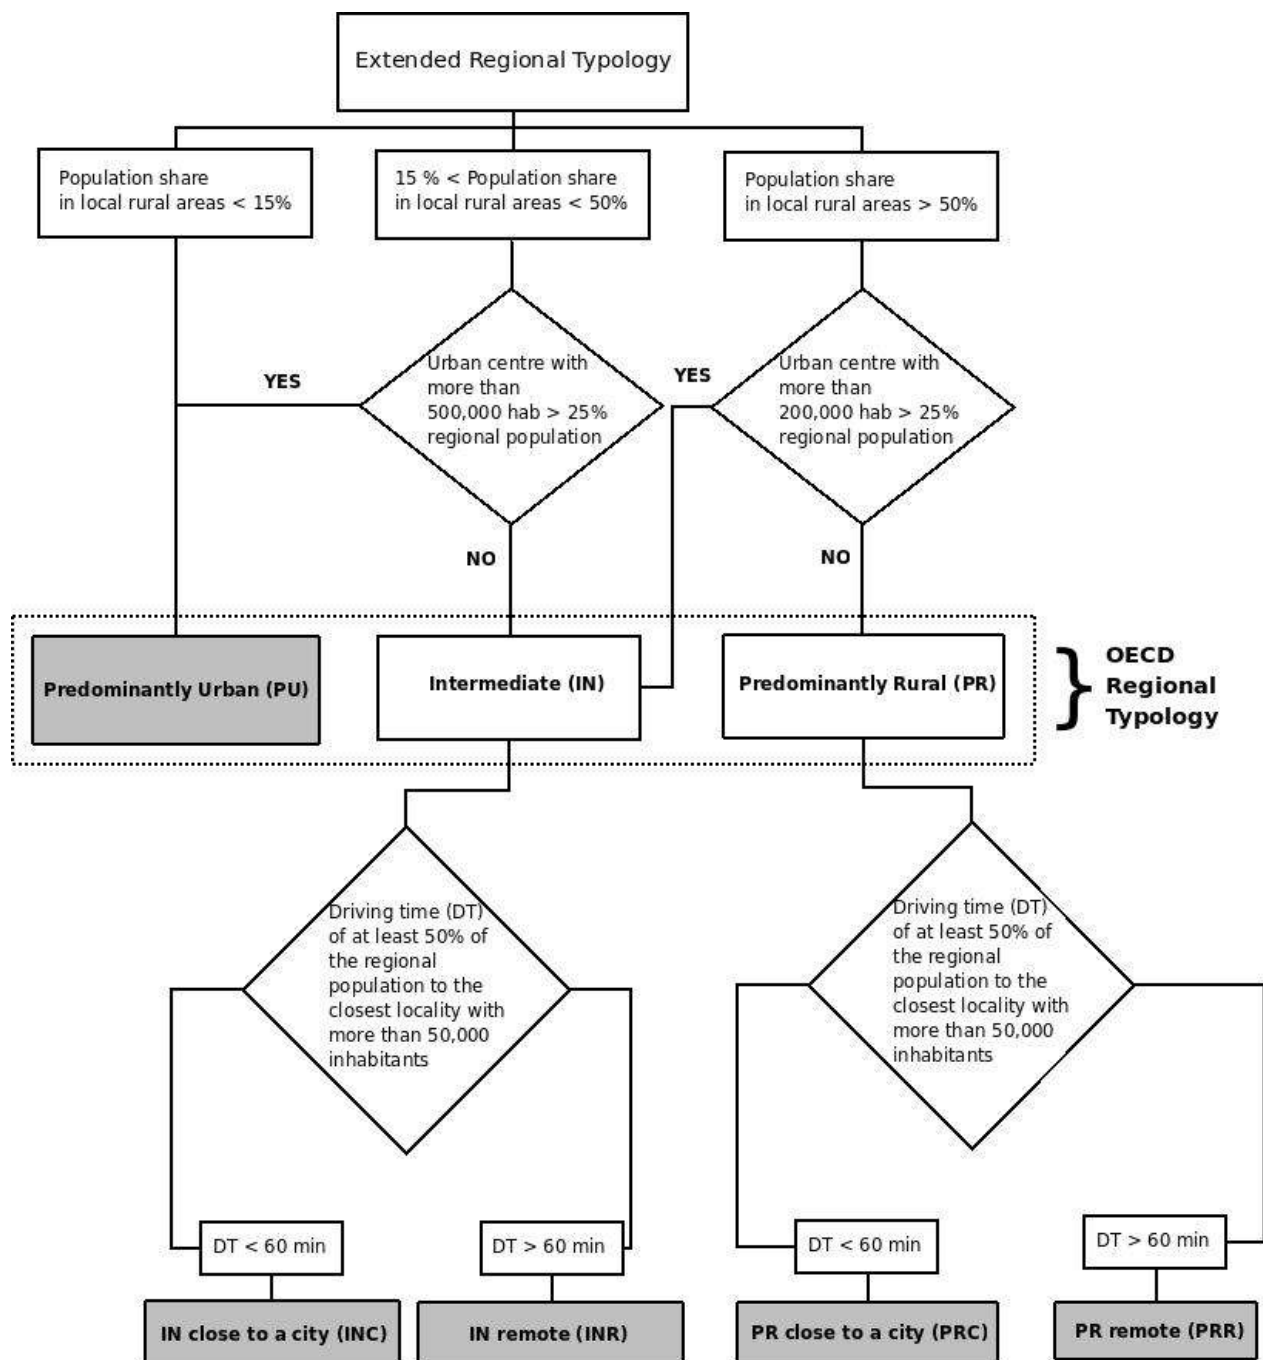 Extended Regional Typology
Population share
in local rural areas < 15%
15 % < Population share
in local rural areas < 50%
Population share
in local rural areas > 50%
Urban centre with
more than
500,000 hab > 25%
regional population
YES
NO
Urban centre with
more than
200,000 hab > 25%
regional population
YES
NO
Predominantly Urban (PU)
Intermediate (IN)
Predominantly Rural (PR)
}
OECD
Regional
Typology
Driving time (DT)
of at least 50% of
the regional
population to the
closest locality with
more than 50,000
inhabitants
Driving time (DT)
of at least 50% of
the regional
population to the
closest locality with
more than 50,000
inhabitants
DT < 60 min
DT > 60 min
DT < 60 min
DT > 60 min
IN close to a city (INC)
IN remote (INR)
PR close to a city (PRC)
PR remote (PRR)